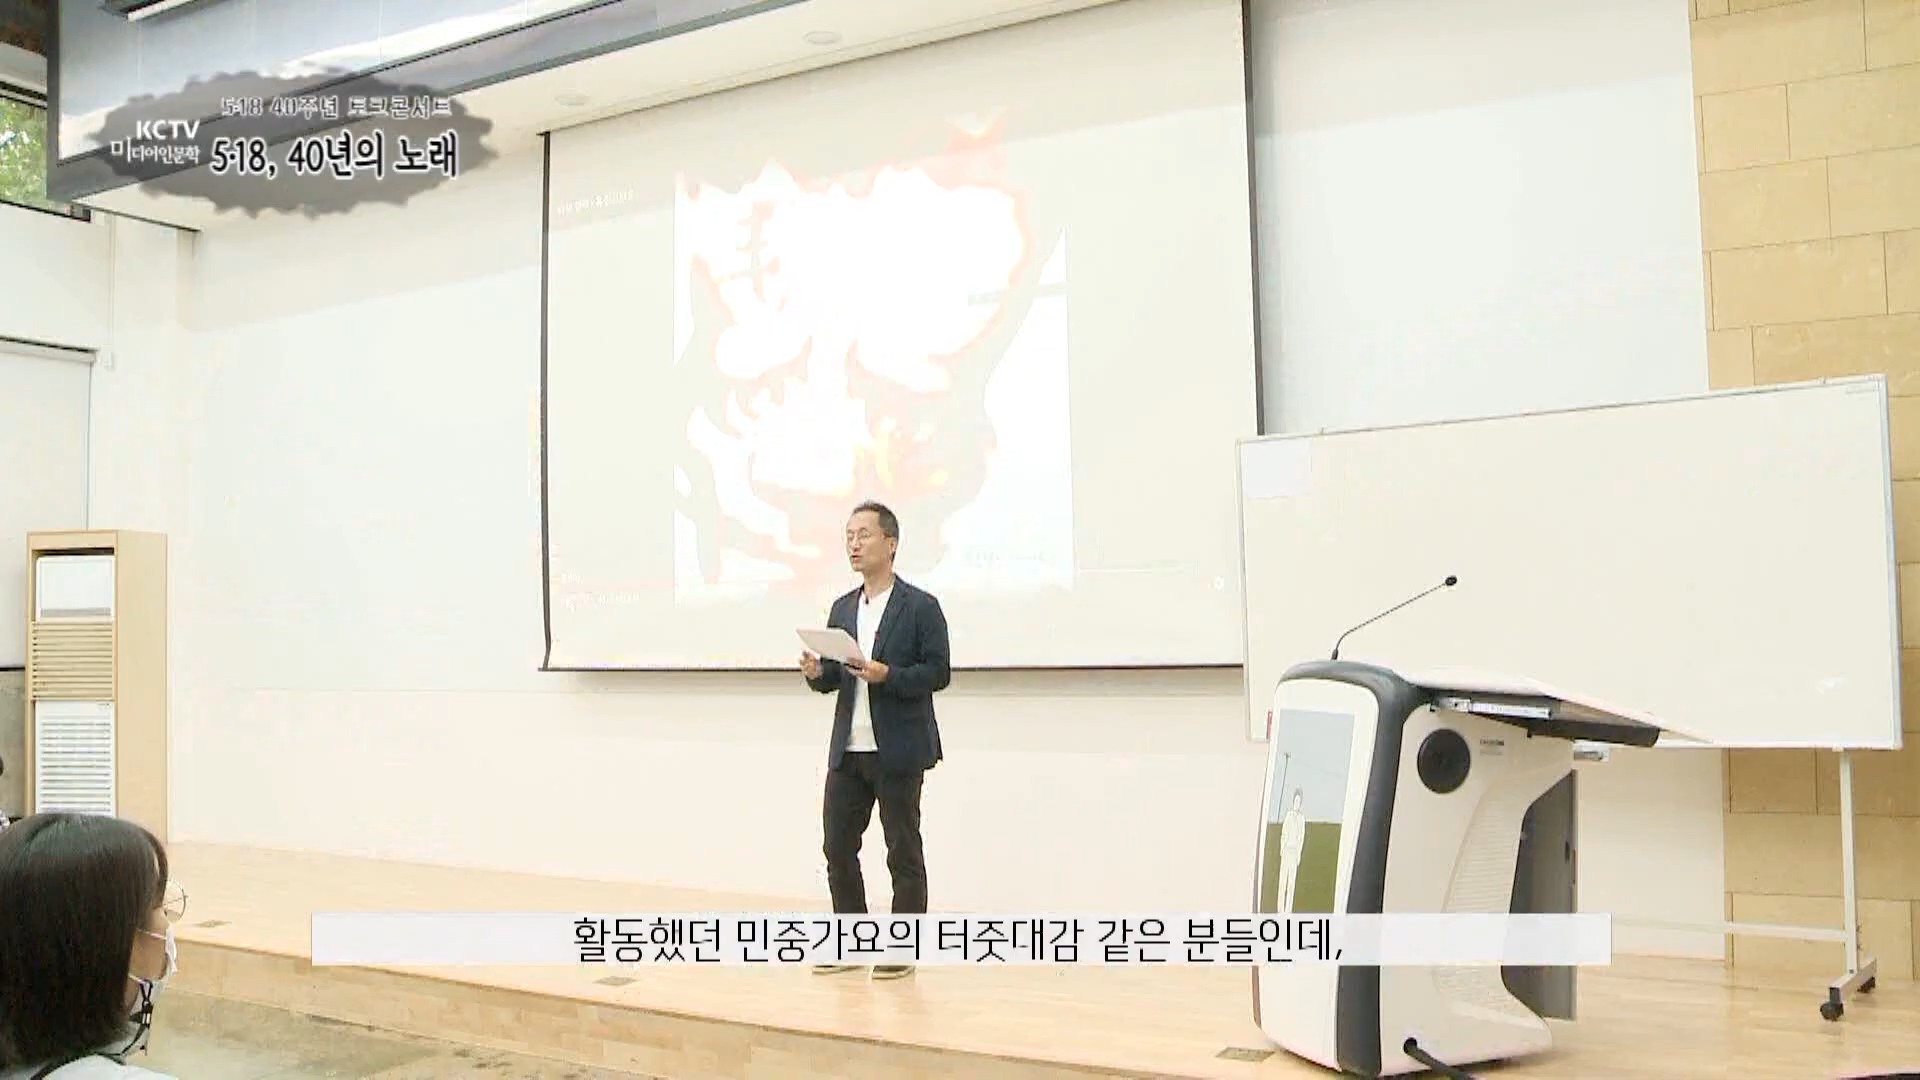 5·18 40주년 토크콘서트
KCTV
미디어인문학
5·18, 40년의 노래
활동했던 민중가요의 터줏대감 같은 분들인데,